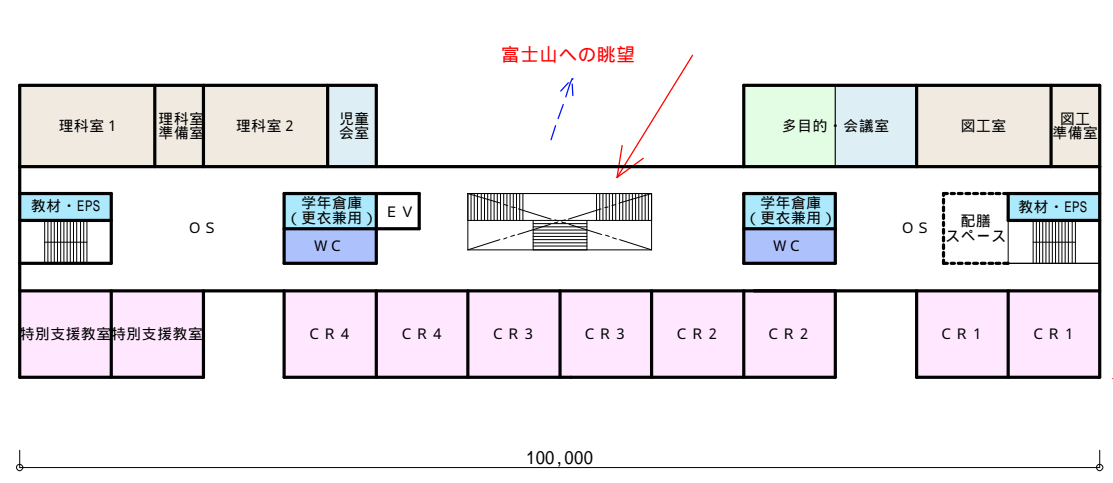 富士山への眺望
理科室1
理科室
準備室
理科室2
児童
会室
多目的・会議室
図工室
図工
準備室
教材・EPS
OS
学年倉庫
(更衣兼用)
WC
EV
学年倉庫
(更衣兼用)
WC
OS
配膳
スペース
教材・EPS
特別支援教室
特別支援教室
CR4
CR4
CR3
CR3
CR2
CR2
CR1
CR1
100,000